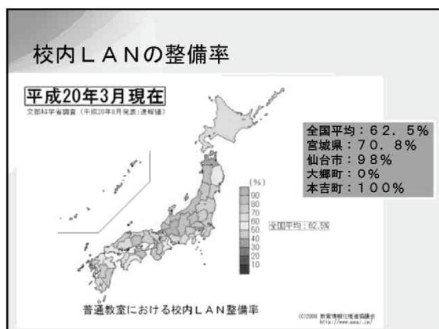 校内ＬＡＮの整備率
平成20年3月現在
文部科学省調査（平成20年8月発表:速報値）
全国平均：６２．５％
宮城県：７０．８％
仙台市：９８％
大郷町：０％
本吉町：１００％
(%)
90
80
70
60
50
40
30
20
10
全国平均:62.5%
普通教室における校内LAN整備率